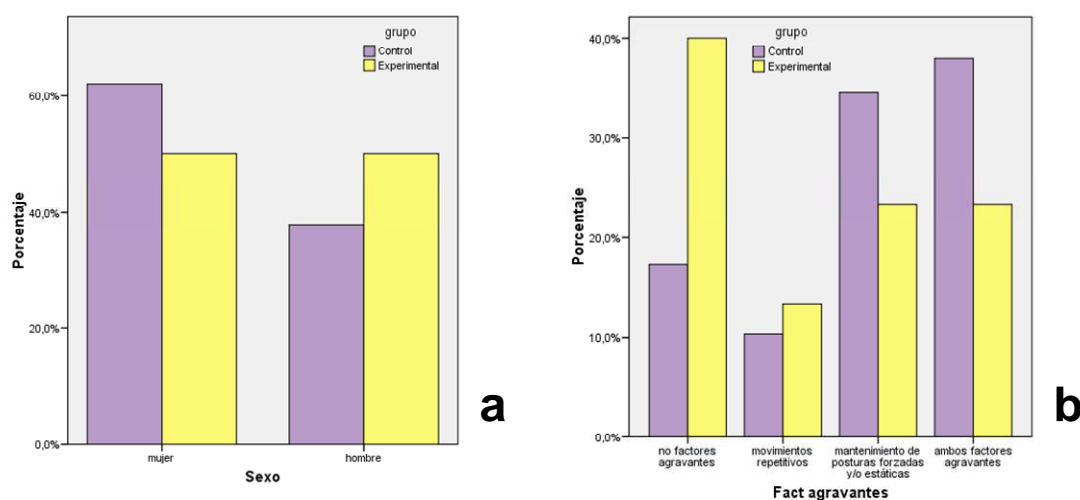 grupo
Control
Experimental
60,0%
40,0%
20,0%
0,0%
Porcentaje
mujer
hombre
Sexo
a
grupo
Control
Experimental
40,0%
30,0%
20,0%
10,0%
0,0%
Porcentaje
no factores
agravantes
movimientos
repetitivos
mantenimiento de
posturas forzadas
y/o estáticas
ambos factores
agravantes
Fact agravantes
b